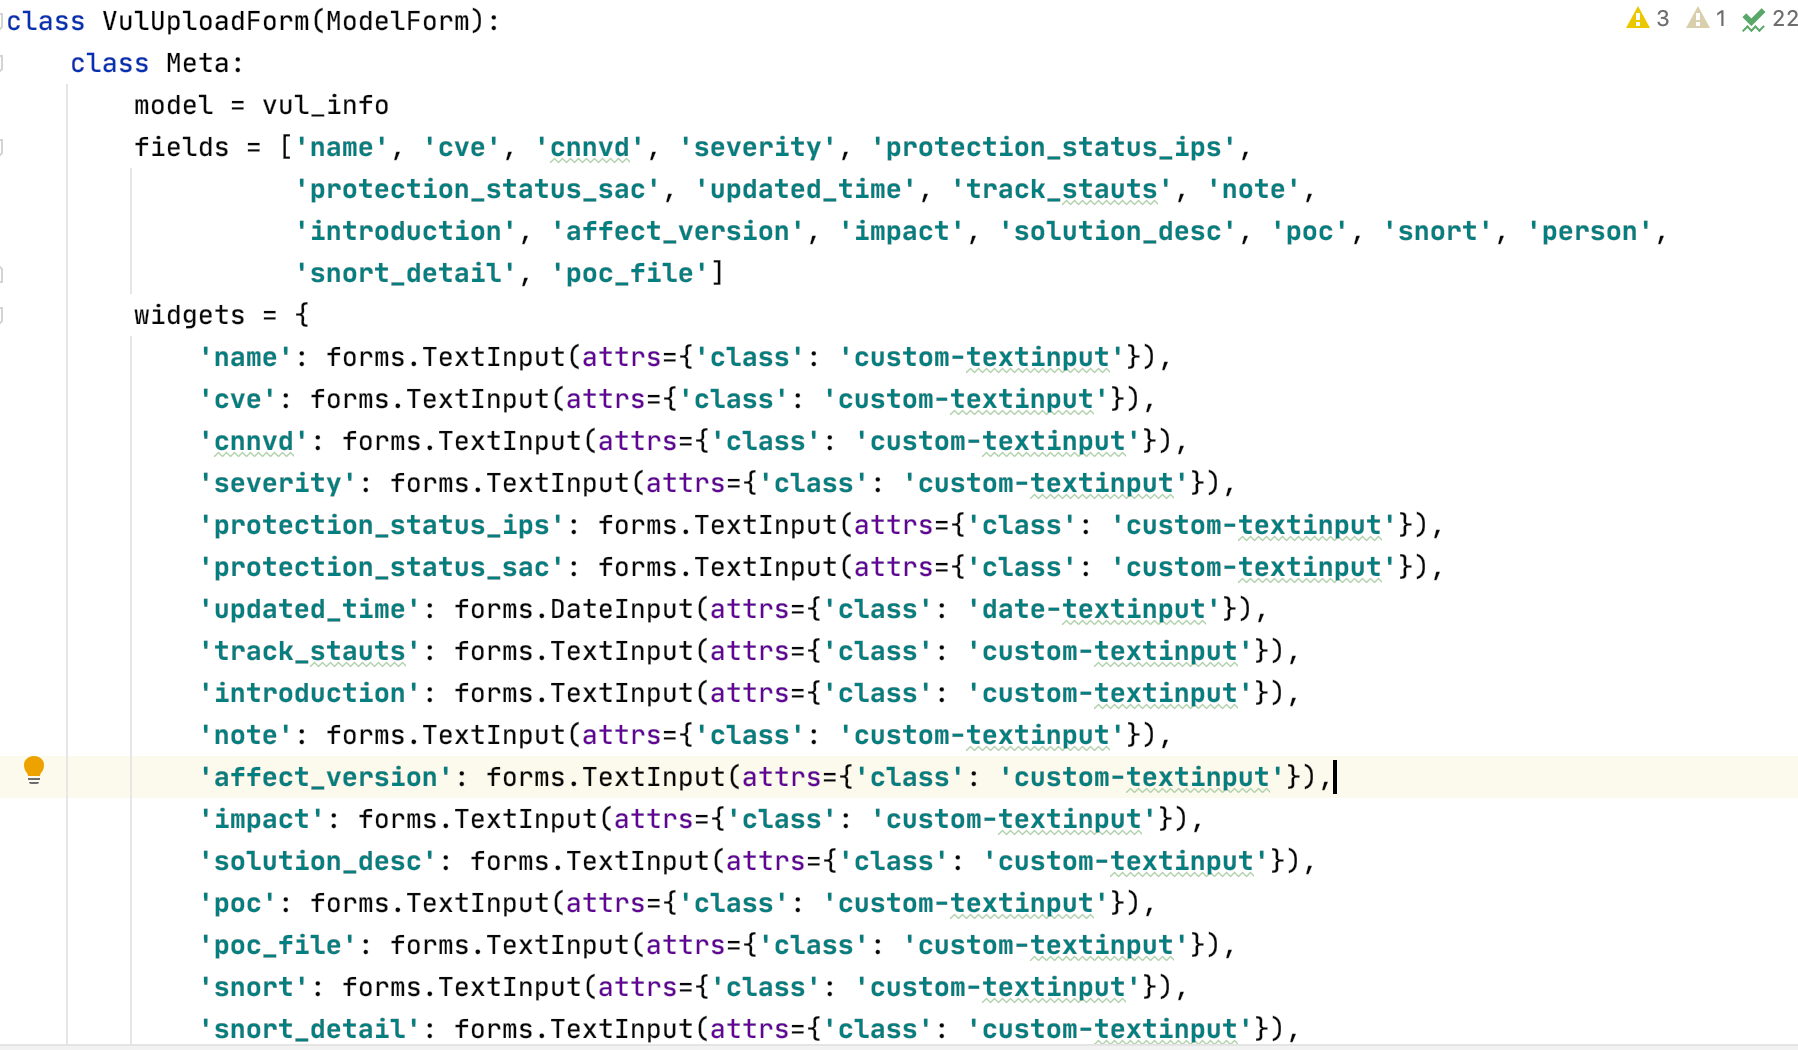 class VulUploadForm(ModelForm):
3 1 22
class Meta:
model = vul_info
fields = ['name', 'cve', 'cnnvd', 'severity', 'protection_status_ips',
'protection_status_sac', 'updated_time', 'track_stauts', 'note',
'introduction', 'affect_version', 'impact', 'solution_desc', 'poc', 'snort', 'person',
'snort_detail', 'poc_file']
widgets = {
'name': forms.TextInput(attrs={'class': 'custom-textinput'}),
'cve': forms.TextInput(attrs={'class': 'custom-textinput'}),
'cnnvd': forms.TextInput(attrs={'class': 'custom-textinput'}),
'severity': forms.TextInput(attrs={'class': 'custom-textinput'}),
'protection_status_ips': forms.TextInput(attrs={'class': 'custom-textinput'}),
'protection_status_sac': forms.TextInput(attrs={'class': 'custom-textinput'}),
'updated_time': forms.DateInput(attrs={'class': 'date-textinput'}),
'track_stauts': forms.TextInput(attrs={'class': 'custom-textinput'}),
'introduction': forms.TextInput(attrs={'class': 'custom-textinput'}),
'note': forms.TextInput(attrs={'class': 'custom-textinput'}),
'affect_version': forms.TextInput(attrs={'class': 'custom-textinput'}),
'impact': forms.TextInput(attrs={'class': 'custom-textinput'}),
'solution_desc': forms.TextInput(attrs={'class': 'custom-textinput'}),
'poc': forms.TextInput(attrs={'class': 'custom-textinput'}),
'poc_file': forms.TextInput(attrs={'class': 'custom-textinput'}),
'snort': forms.TextInput(attrs={'class': 'custom-textinput'}),
'snort_detail': forms.TextInput(attrs={'class': 'custom-textinput'}),